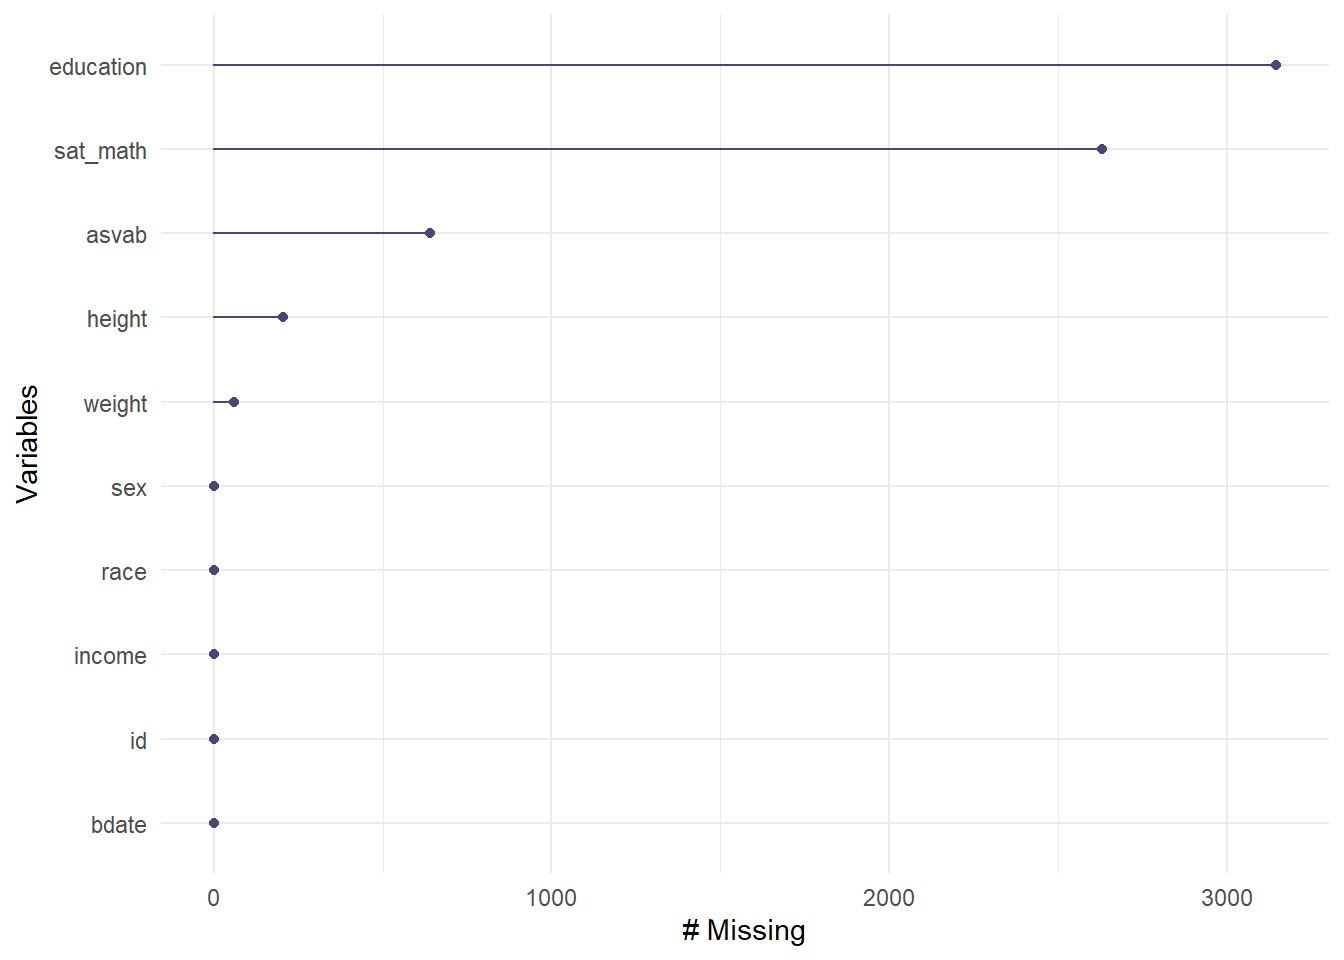 education
sat_math
asvab
height
weight
sex
race
income
id
bdate
Variables
0 1000 2000 3000
# Missing